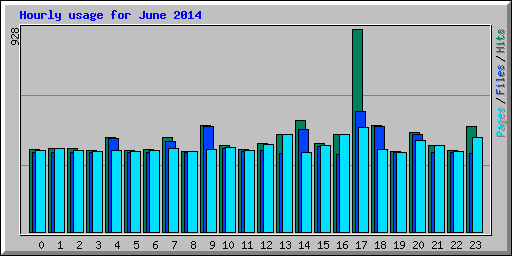 Hourly usage for June 2014
928
Pages / Files / Hits
0 1 2 3 4 5 6 7 8 9 10 11 12 13 14 15 16 17 18 19 20 21 22 23